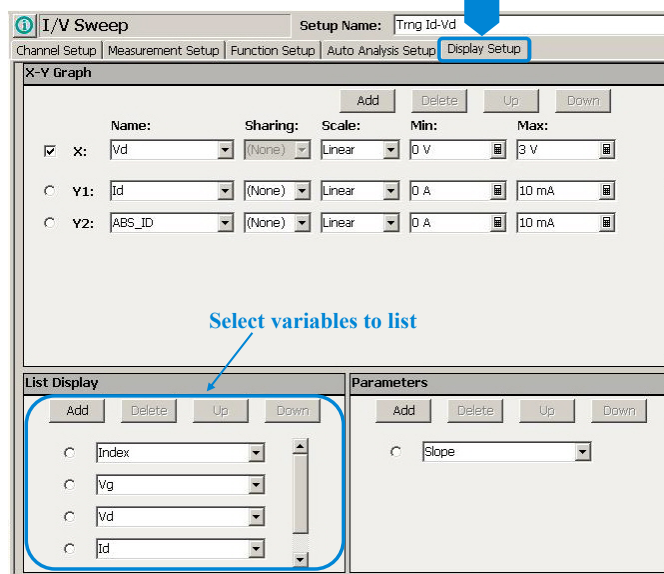 I/V Sweep Setup Name: Trng Id-Vd
Channel Setup Measurement Setup Function Setup Auto Analysis Setup Display Setup
X-Y Graph
Add Delete Up Down
Name: Sharing: Scale: Min: Max:
X: Vd (None) Linear 0 V 3 V
Y1: Id (None) Linear 0 A 10 mA
Y2: ABS_ID (None) Linear 0 A 10 mA
Select variables to list
List Display Parameters
Add Delete Up Down Add Delete Up Down
Index Slope
Vg
Vd
Id